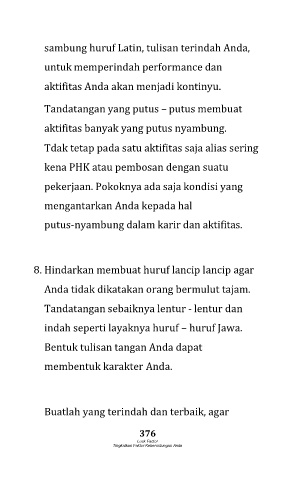 sambung huruf Latin, tulisan terindah Anda,
untuk memperindah performance dan
aktifitas Anda akan menjadi kontinyu.
Tandatangan yang putus – putus membuat
aktifitas banyak yang putus nyambung.
Tdak tetap pada satu aktifitas saja alias sering
kena PHK atau pembosan dengan suatu
pekerjaan. Pokoknya ada saja kondisi yang
mengantarkan Anda kepada hal
putus-nyambung dalam karir dan aktifitas.
8. Hindarkan membuat huruf lancip lancip agar
Anda tidak dikatakan orang bermulut tajam.
Tandatangan sebaiknya lentur - lentur dan
indah seperti layaknya huruf – huruf Jawa.
Bentuk tulisan tangan Anda dapat
membentuk karakter Anda.
Buatlah yang terindah dan terbaik, agar
376
Luck Factor
Tingkatkan Faktor Keberuntungan Anda